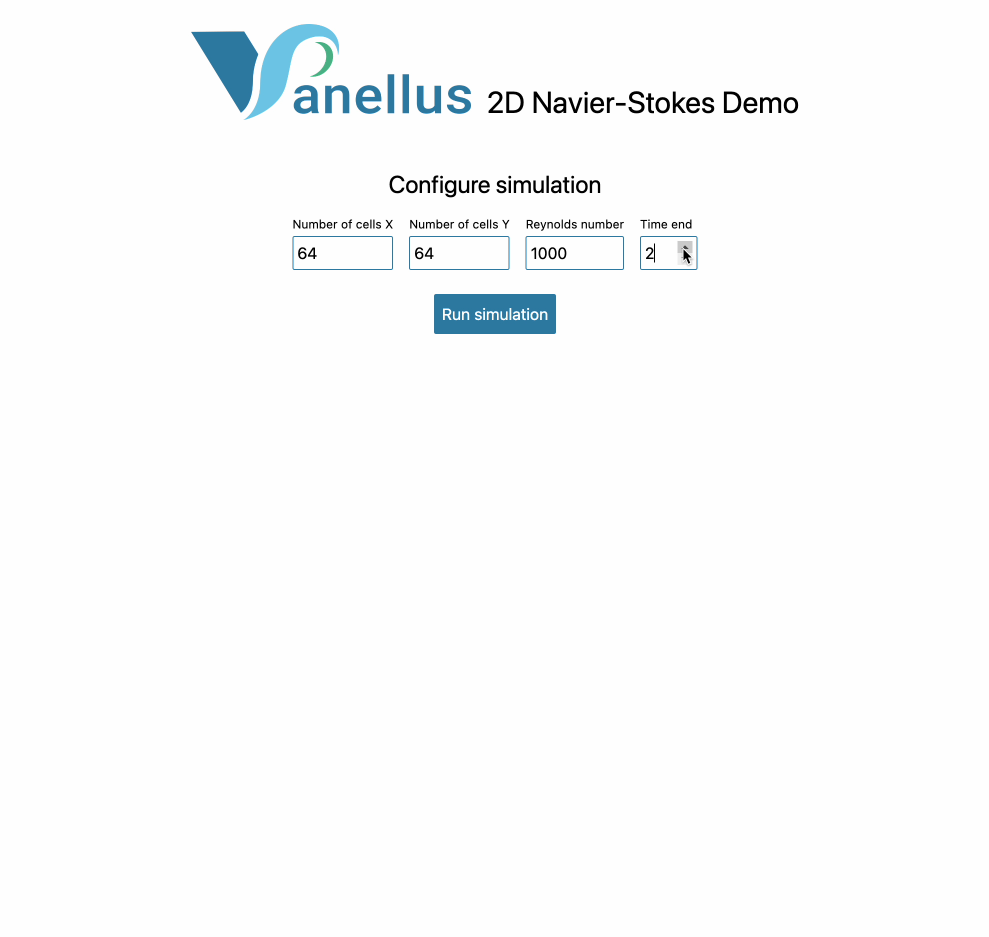 Vanellus 2D Navier-Stokes Demo
Configure simulation
Number of cells X Number of cells Y Reynolds number Time end
64 64 1000 2
Run simulation